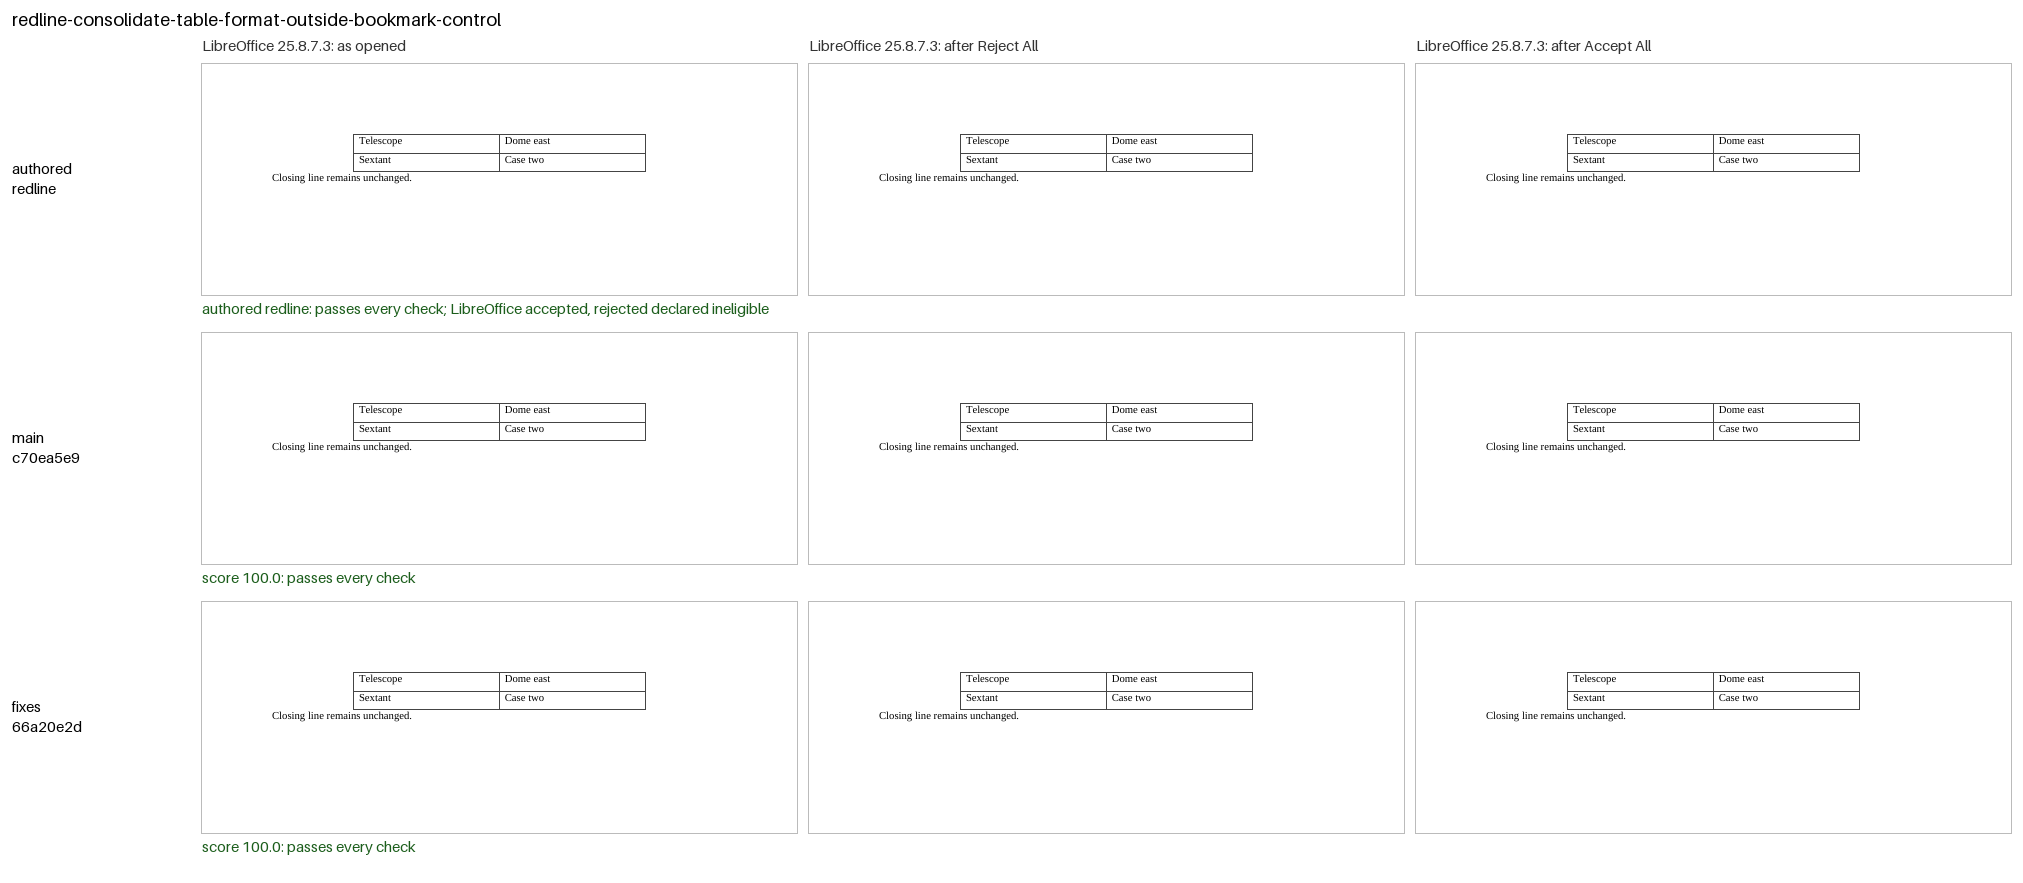 redline-consolidate-table-format-outside-bookmark-control
LibreOffice 25.8.7.3: as opened
LibreOffice 25.8.7.3: after Reject All
LibreOffice 25.8.7.3: after Accept All
authored
redline
Telescope Dome east
Sextant Case two
Closing line remains unchanged.
Telescope Dome east
Sextant Case two
Closing line remains unchanged.
Telescope Dome east
Sextant Case two
Closing line remains unchanged.
authored redline: passes every check; LibreOffice accepted, rejected declared ineligible
main
c70ea5e9
Telescope Dome east
Sextant Case two
Closing line remains unchanged.
Telescope Dome east
Sextant Case two
Closing line remains unchanged.
Telescope Dome east
Sextant Case two
Closing line remains unchanged.
score 100.0: passes every check
fixes
66a20e2d
Telescope Dome east
Sextant Case two
Closing line remains unchanged.
Telescope Dome east
Sextant Case two
Closing line remains unchanged.
Telescope Dome east
Sextant Case two
Closing line remains unchanged.
score 100.0: passes every check